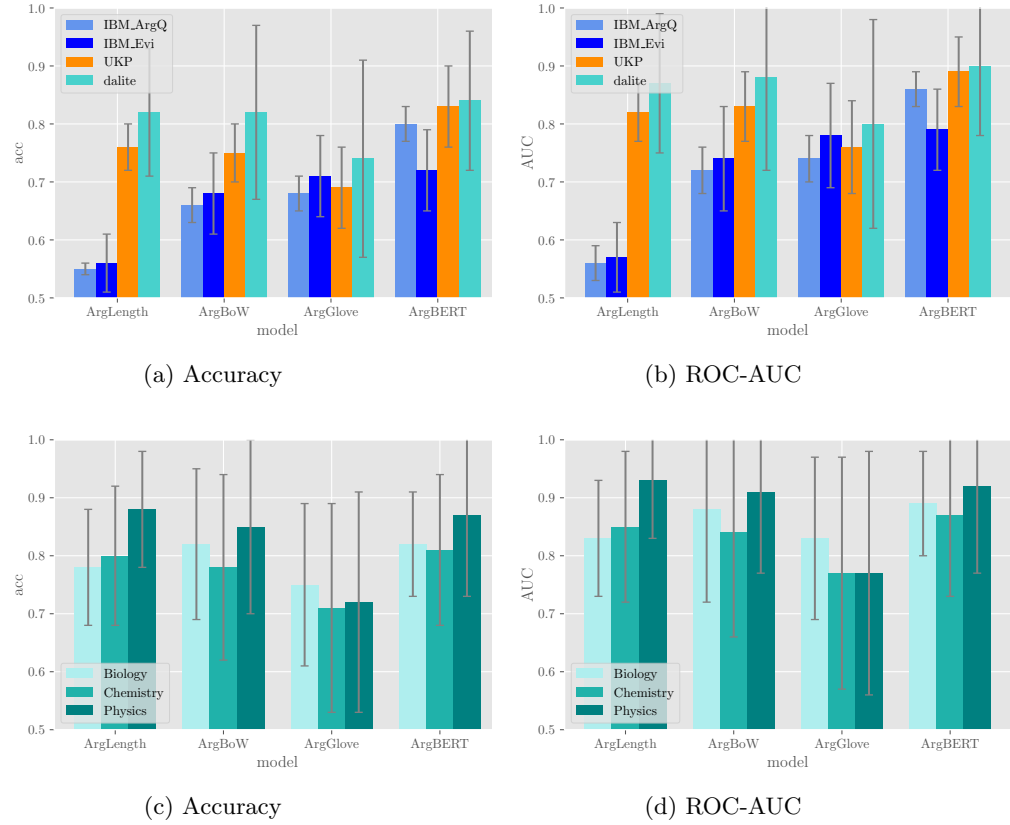 1.0
0.9
0.8
0.7
0.6
0.5
acc
IBM_ArgQ
IBM_Evi
UKP
dalite
ArgLength ArgBoW ArgGlove ArgBERT
model
(a) Accuracy
1.0
0.9
0.8
0.7
0.6
0.5
AUC
IBM_ArgQ
IBM_Evi
UKP
dalite
ArgLength ArgBoW ArgGlove ArgBERT
model
(b) ROC-AUC
1.0
0.9
0.8
0.7
0.6
0.5
acc
Biology
Chemistry
Physics
ArgLength ArgBoW ArgGlove ArgBERT
model
(c) Accuracy
1.0
0.9
0.8
0.7
0.6
0.5
AUC
Biology
Chemistry
Physics
ArgLength ArgBoW ArgGlove ArgBERT
model
(d) ROC-AUC